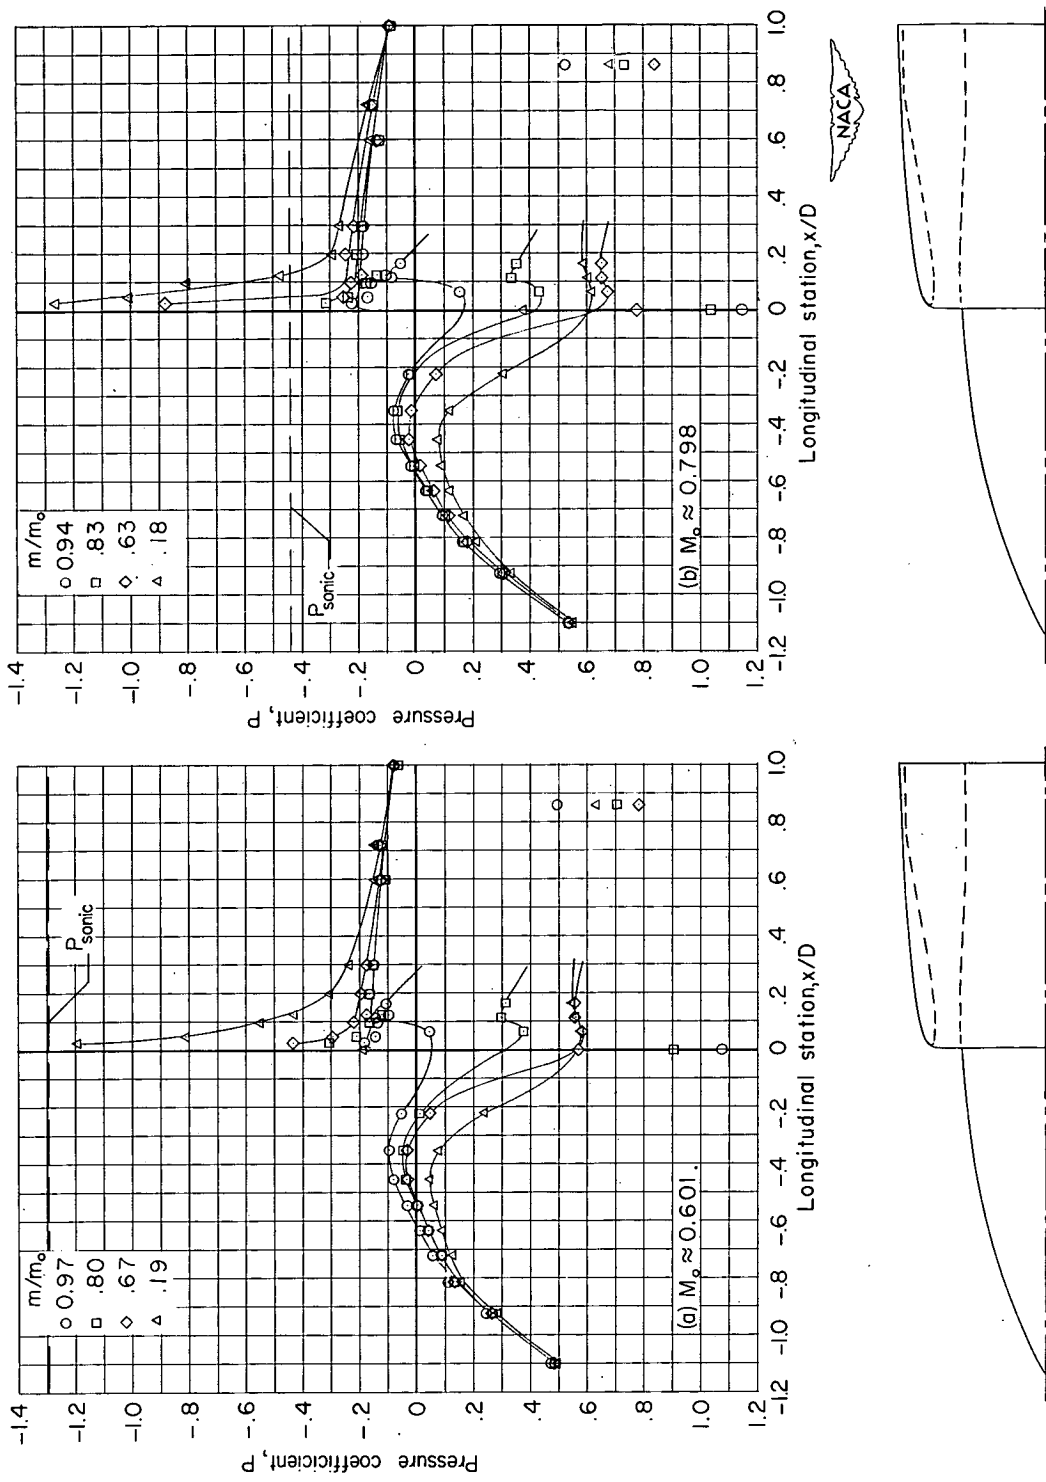 -1.4
-1.2
-1.0
-.8
-.6
-.4
-.2
0
.2
.4
.6
.8
1.0
1.2
Pressure coefficient, P
m/m₀
0.97
.80
.67
.19
P sonic
(a) M₀ ≈ 0.601.
-1.2 -1.0 -.8 -.6 -.4 -.2 0 .2 .4 .6 .8 1.0
Longitudinal station, x/D
-1.4
-1.2
-1.0
-.8
-.6
-.4
-.2
0
.2
.4
.6
.8
1.0
1.2
Pressure coefficient, P
m/m₀
0.94
.83
.63
.18
P sonic
(b) M₀ ≈ 0.798
-1.2 -1.0 -.8 -.6 -.4 -.2 0 .2 .4 .6 .8 1.0
Longitudinal station, x/D
NACA